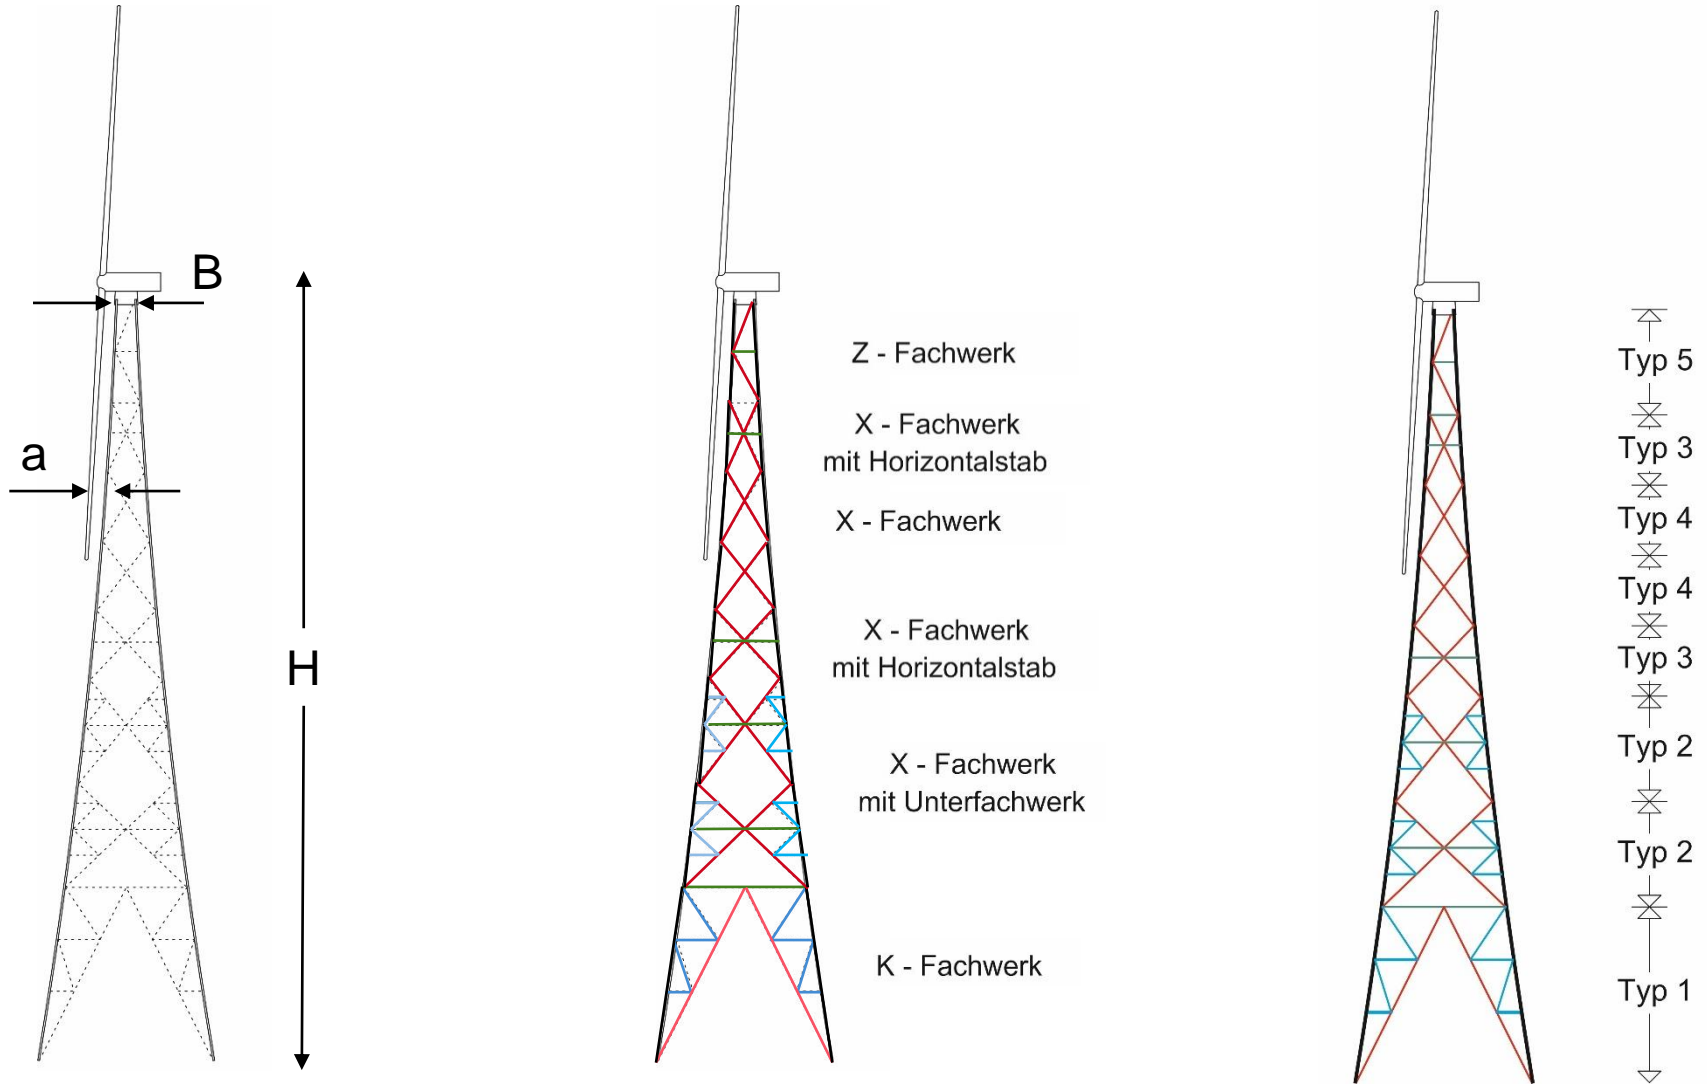 B
a
H
Z - Fachwerk
X - Fachwerk
mit Horizontalstab
X - Fachwerk
X - Fachwerk
mit Horizontalstab
X - Fachwerk
mit Unterfachwerk
K - Fachwerk
Typ 5
Typ 3
Typ 4
Typ 4
Typ 3
Typ 2
Typ 2
Typ 1